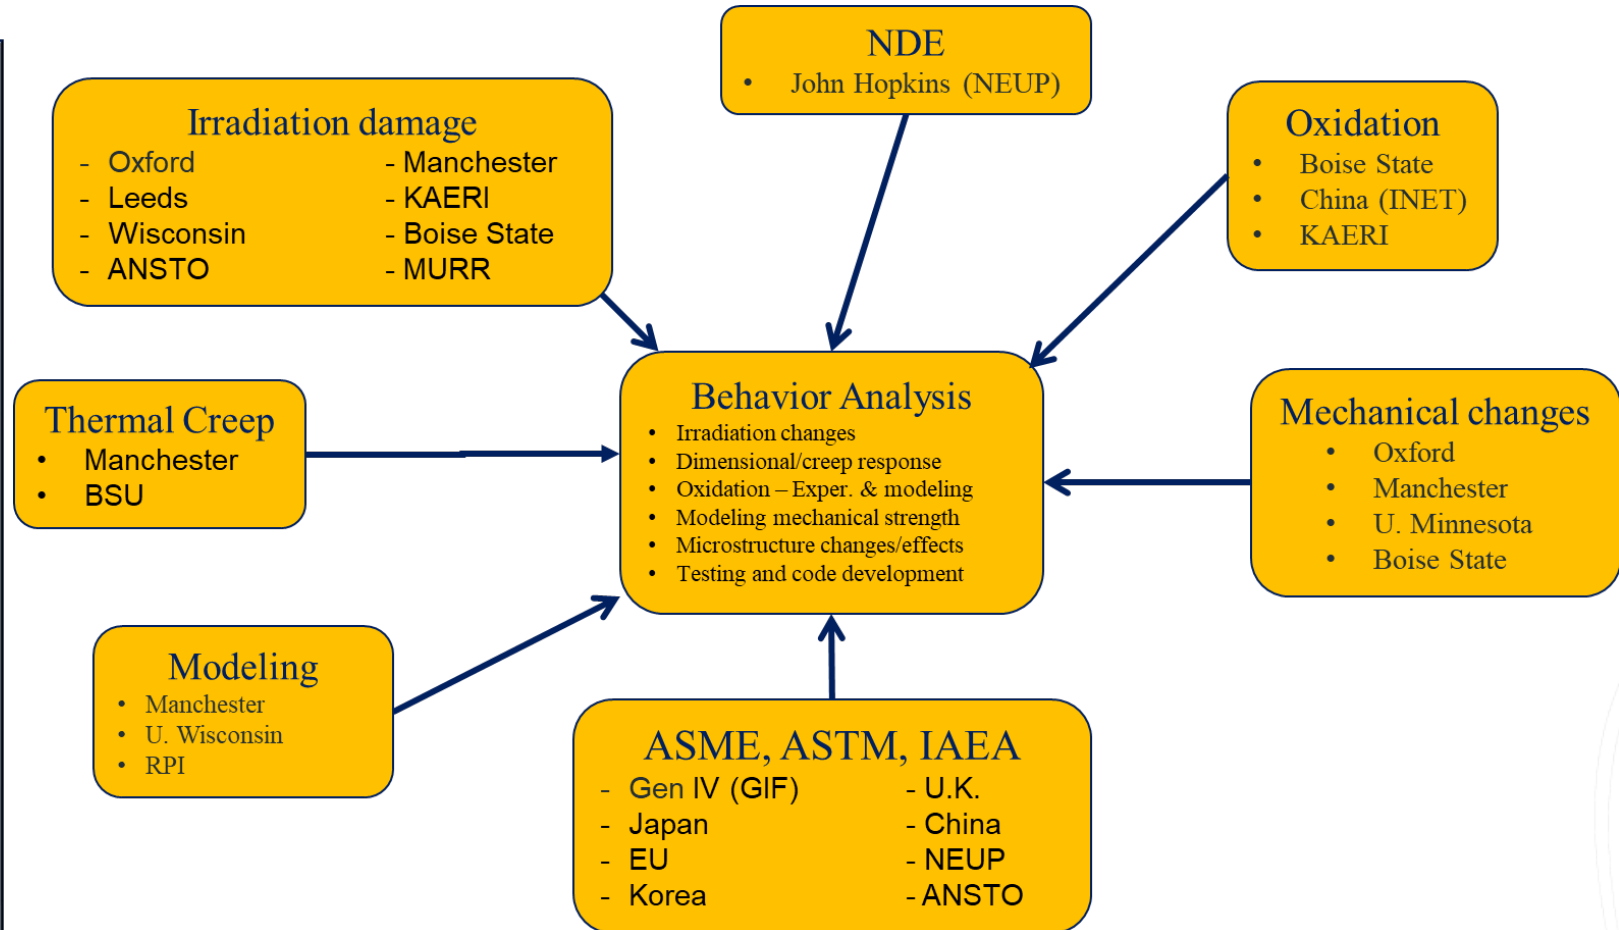 NDE
• John Hopkins (NEUP)
Irradiation damage
- Oxford
- Leeds
- Wisconsin
- ANSTO
- Manchester
- KAERI
- Boise State
- MURR
Oxidation
• Boise State
• China (INET)
• KAERI
Thermal Creep
• Manchester
• BSU
Behavior Analysis
• Irradiation changes
• Dimensional/creep response
• Oxidation – Exper. & modeling
• Modeling mechanical strength
• Microstructure changes/effects
• Testing and code development
Mechanical changes
• Oxford
• Manchester
• U. Minnesota
• Boise State
Modeling
• Manchester
• U. Wisconsin
• RPI
ASME, ASTM, IAEA
- Gen IV (GIF)
- Japan
- EU
- Korea
- U.K.
- China
- NEUP
- ANSTO